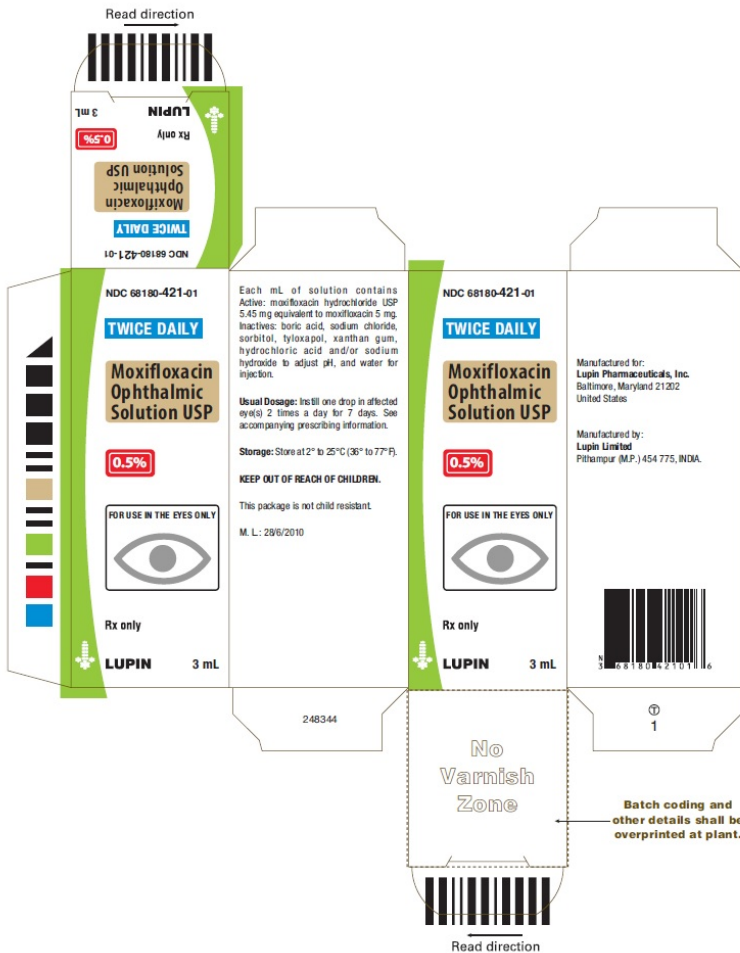 Read direction
LUPIN 3 mL
Rx only
0.5%
Moxifloxacin
Ophthalmic
Solution USP
TWICE DAILY
NDC 68180-421-01
NDC 68180-421-01
TWICE DAILY
Moxifloxacin
Ophthalmic
Solution USP
0.5%
FOR USE IN THE EYES ONLY
Rx only
LUPIN 3 mL
Each mL of solution contains
Active: moxifloxacin hydrochloride USP
5.45 mg equivalent to moxifloxacin 5 mg.
Inactives: boric acid, sodium chloride,
sorbitol, tyloxapol, xanthan gum,
hydrochloric acid and/or sodium
hydroxide to adjust pH, and water for
injection.
Usual Dosage: Instill one drop in affected
eye(s) 2 times a day for 7 days. See
accompanying prescribing information.
Storage: Store at 2° to 25°C (36° to 77°F).
KEEP OUT OF REACH OF CHILDREN.
This package is not child resistant.
M. L.: 28/6/2010
248344
NDC 68180-421-01
TWICE DAILY
Moxifloxacin
Ophthalmic
Solution USP
0.5%
FOR USE IN THE EYES ONLY
Rx only
LUPIN 3 mL
Manufactured for:
Lupin Pharmaceuticals, Inc.
Baltimore, Maryland 21202
United States
Manufactured by:
Lupin Limited
Pithampur (M.P.) 454 775, INDIA.
N
3 68180 42101 6
T
1
No
Varnish
Zone
Batch coding and
other details shall be
overprinted at plant.
Read direction